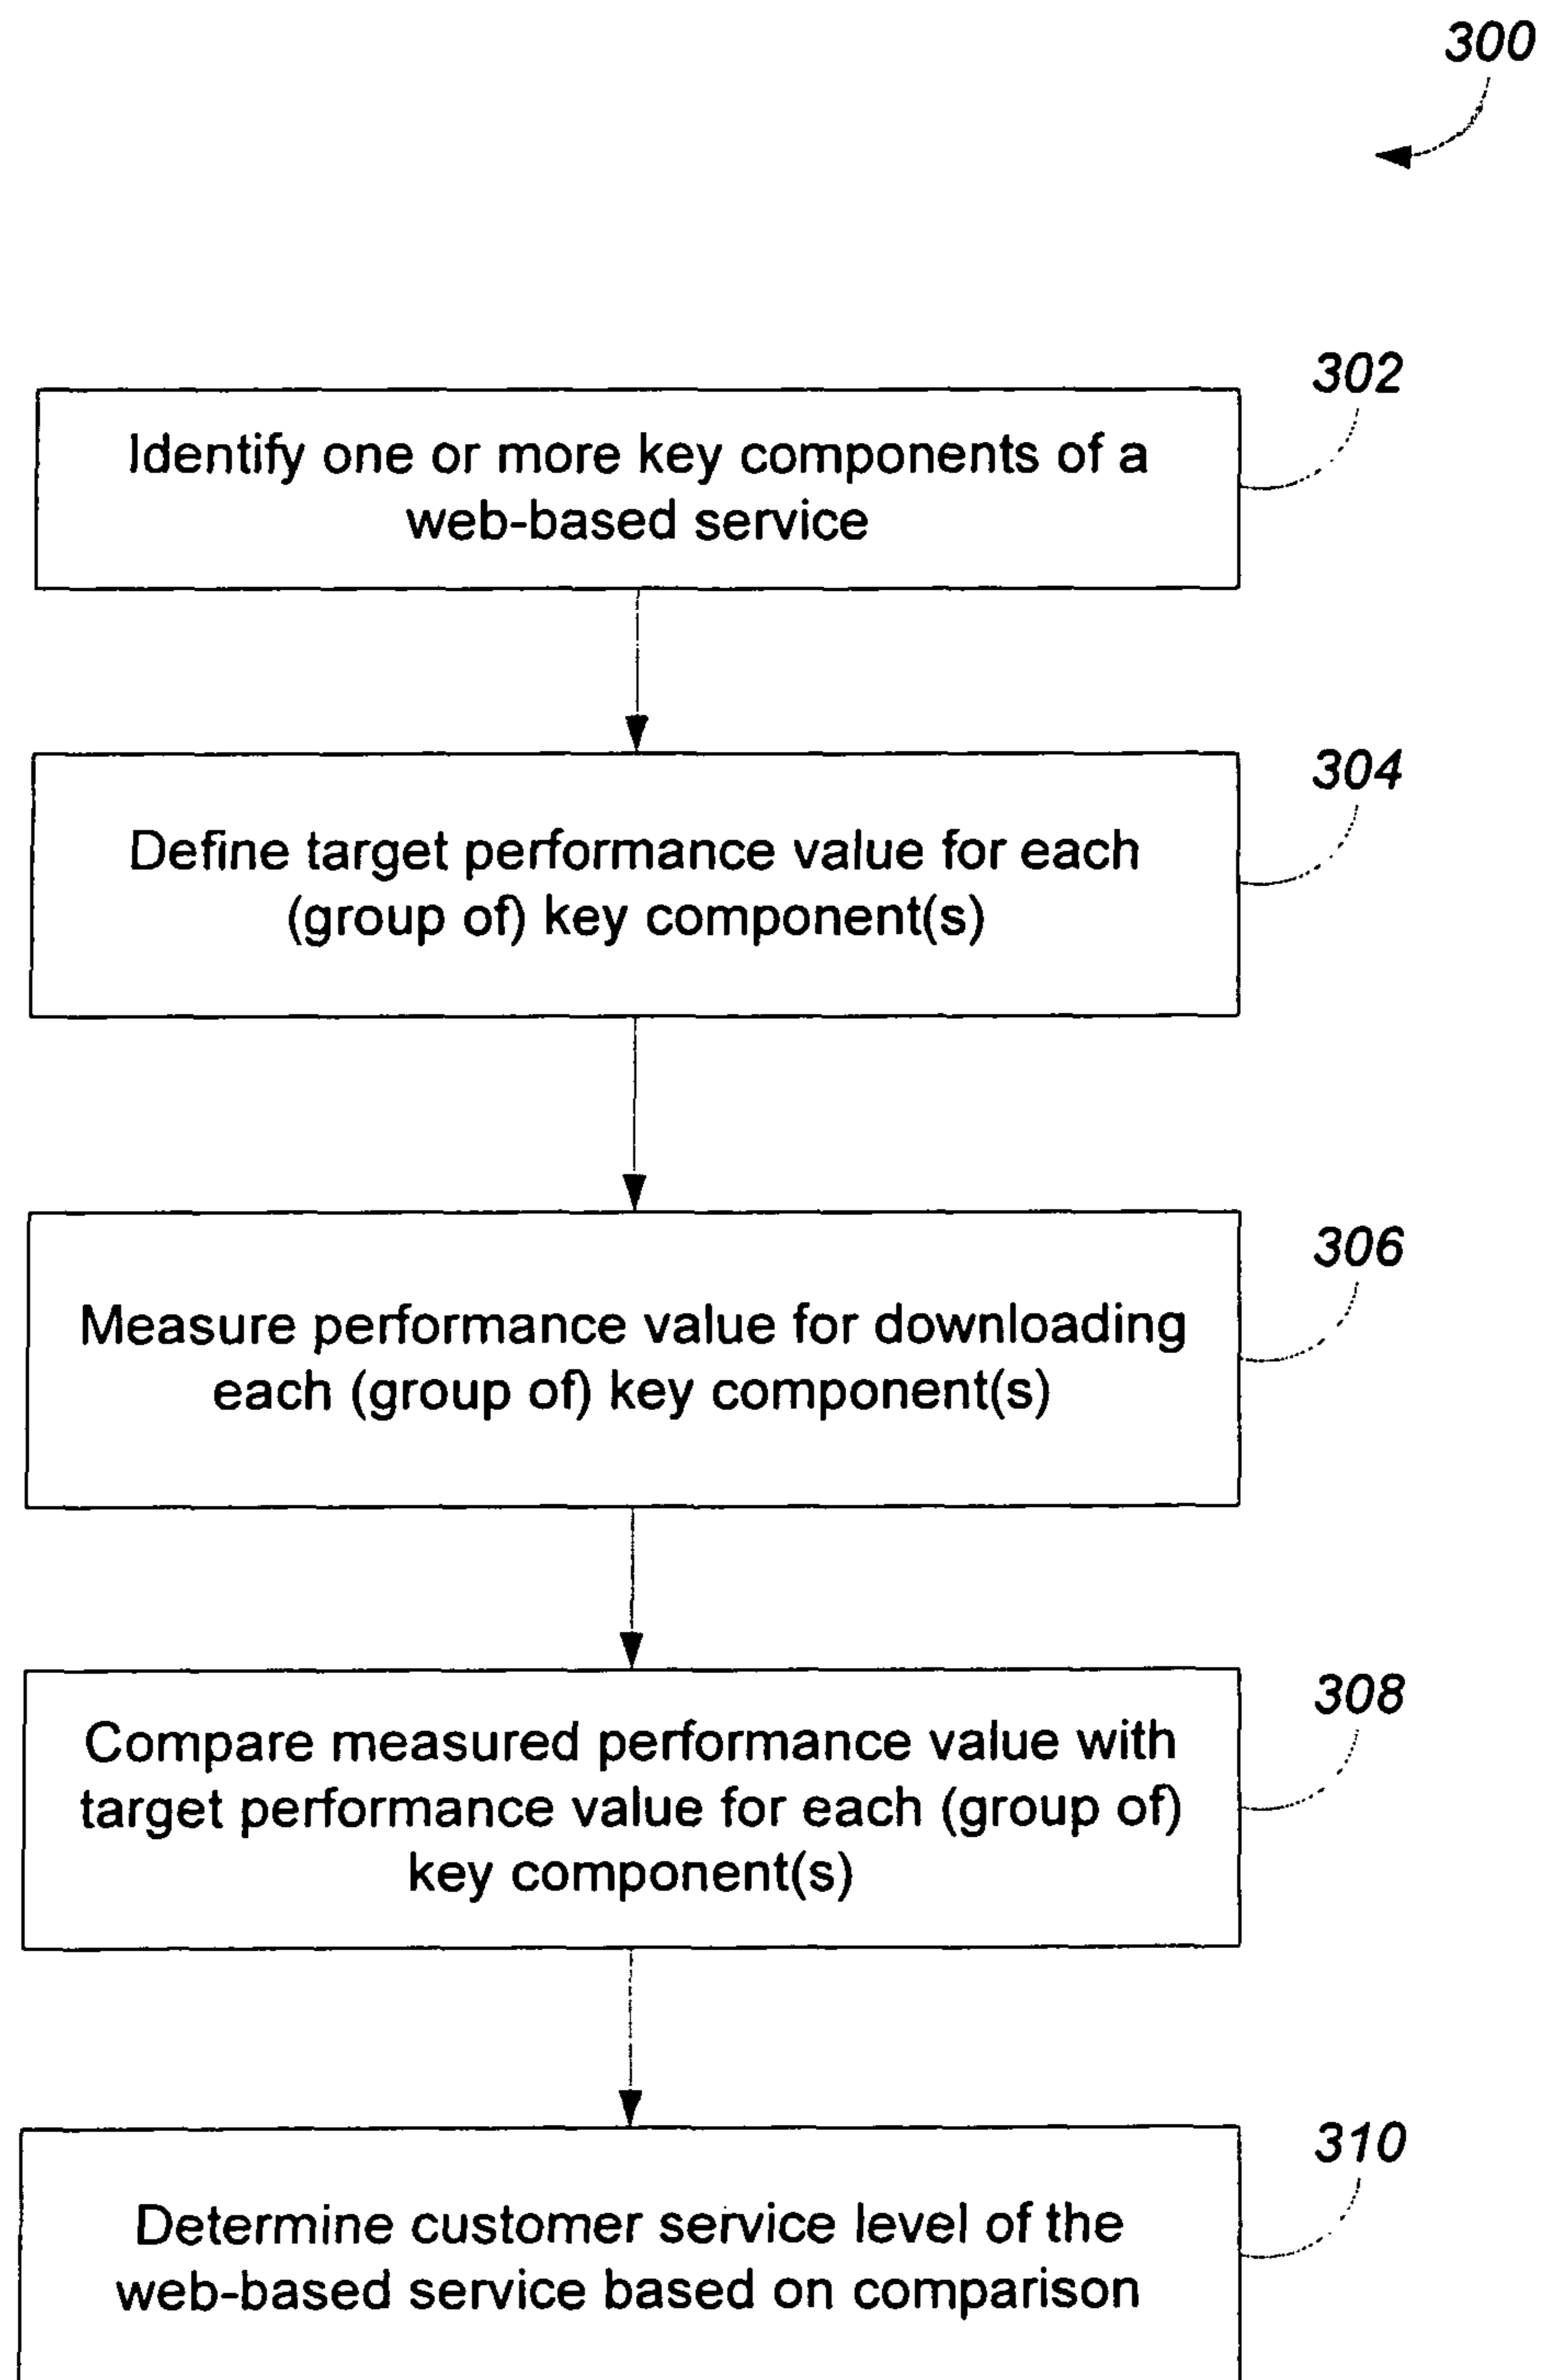 300
302
Identify one or more key components of a
web-based service
304
Define target performance value for each
(group of) key component(s)
306
Measure performance value for downloading
each (group of) key component(s)
308
Compare measured performance value with
target performance value for each (group of)
key component(s)
310
Determine customer service level of the
web-based service based on comparison